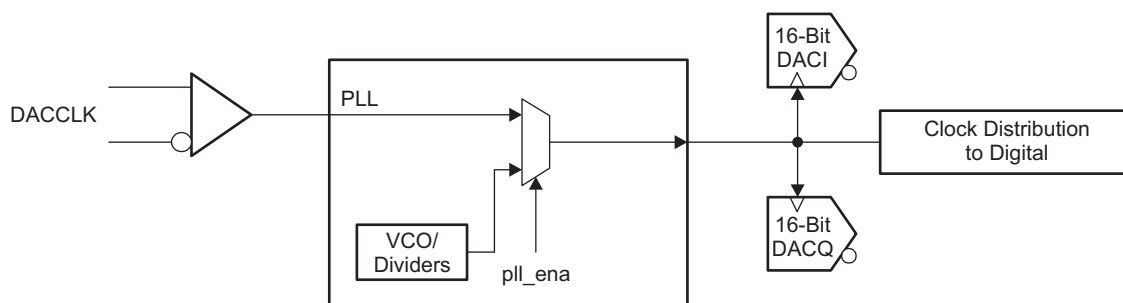 16-Bit
DACI
DACCLK
PLL
Clock Distribution
to Digital
VCO/
Dividers
pll_ena
16-Bit
DACQ